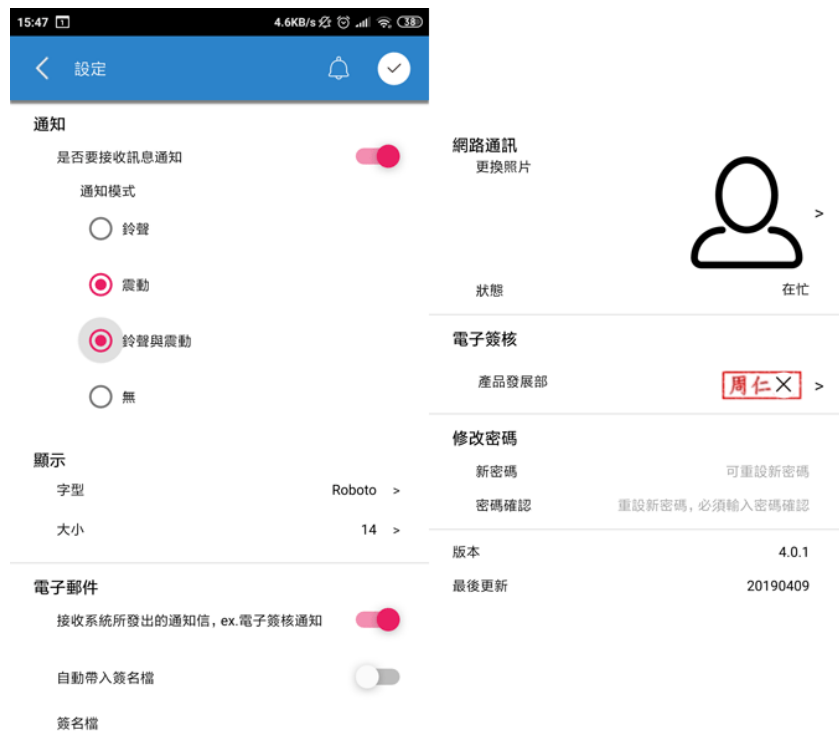 15:47 1 4.6KB/s 38
設定
通知
是否要接收訊息通知
通知模式
鈴聲
震動
鈴聲與震動
無
顯示
字型 Roboto >
大小 14 >
電子郵件
接收系統所發出的通知信, ex.電子簽核通知
自動帶入簽名檔
簽名檔
網路通訊
更換照片 >
狀態 在忙
電子簽核
產品發展部 周仁 >
修改密碼
新密碼 可重設新密碼
密碼確認 重設新密碼, 必須輸入密碼確認
版本 4.0.1
最後更新 20190409